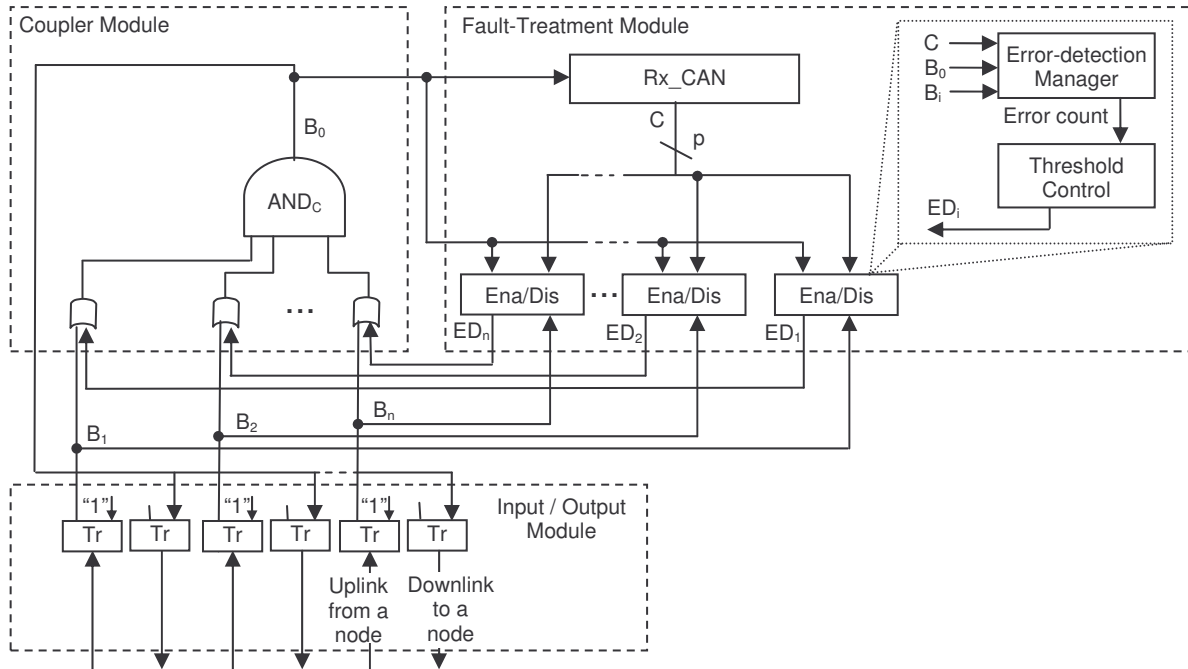 Coupler Module
Fault-Treatment Module
Rx_CAN
C
B₀
Bᵢ
Error-detection
Manager
Error count
Threshold
Control
EDᵢ
B₀
C
p
ANDC
...
Ena/Dis
...
Ena/Dis
Ena/Dis
EDₙ
ED₂
ED₁
B₁
B₂
Bₙ
Input / Output
Module
“1”
“1”
“1”
Tr
Tr
Tr
Tr
Tr
Tr
Uplink
from a
node
Downlink
to a
node